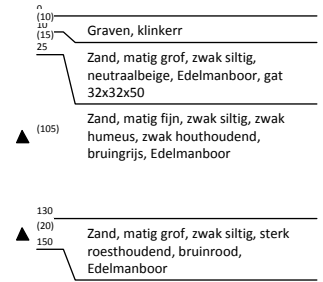 0
(10)
10
(15)
Graven, klinkerr
25
Zand, matig grof, zwak siltig,
neutraalbeige, Edelmanboor, gat
32x32x50
(105)
Zand, matig fijn, zwak siltig, zwak
humeus, zwak houthoudend,
bruingrijs, Edelmanboor
130
(20)
150
Zand, matig grof, zwak siltig, sterk
roesthoudend, bruinrood,
Edelmanboor